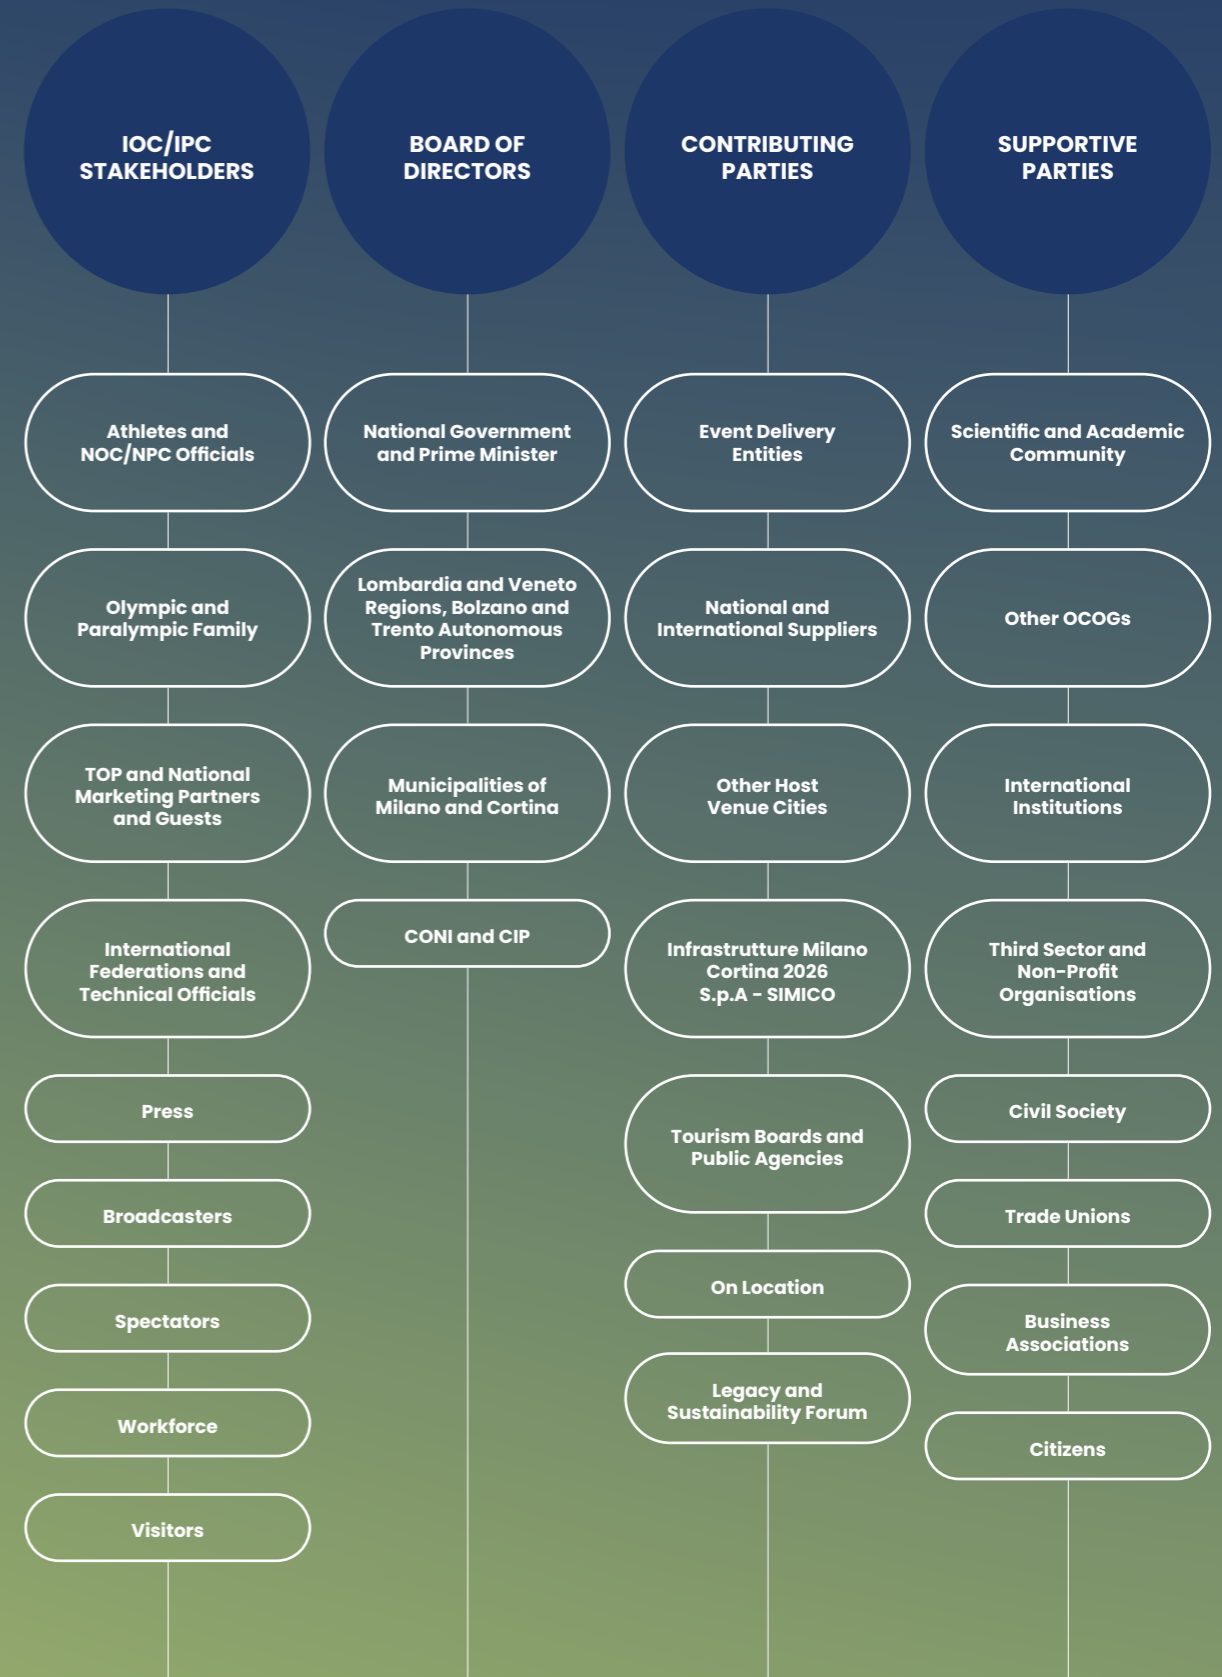 IOC/IPC
STAKEHOLDERS
Athletes and
NOC/NPC Officials
Olympic and
Paralympic Family
TOP and National
Marketing Partners
and Guests
International
Federations and
Technical Officials
Press
Broadcasters
Spectators
Workforce
Visitors
BOARD OF
DIRECTORS
National Government
and Prime Minister
Lombardia and Veneto
Regions, Bolzano and
Trento Autonomous
Provinces
Municipalities of
Milano and Cortina
CONI and CIP
CONTRIBUTING
PARTIES
Event Delivery
Entities
National and
International Suppliers
Other Host
Venue Cities
Infrastrutture Milano
Cortina 2026
S.p.A - SIMICO
Tourism Boards and
Public Agencies
On Location
Legacy and
Sustainability Forum
SUPPORTIVE
PARTIES
Scientific and Academic
Community
Other OCOGs
International
Institutions
Third Sector and
Non-Profit
Organisations
Civil Society
Trade Unions
Business
Associations
Citizens